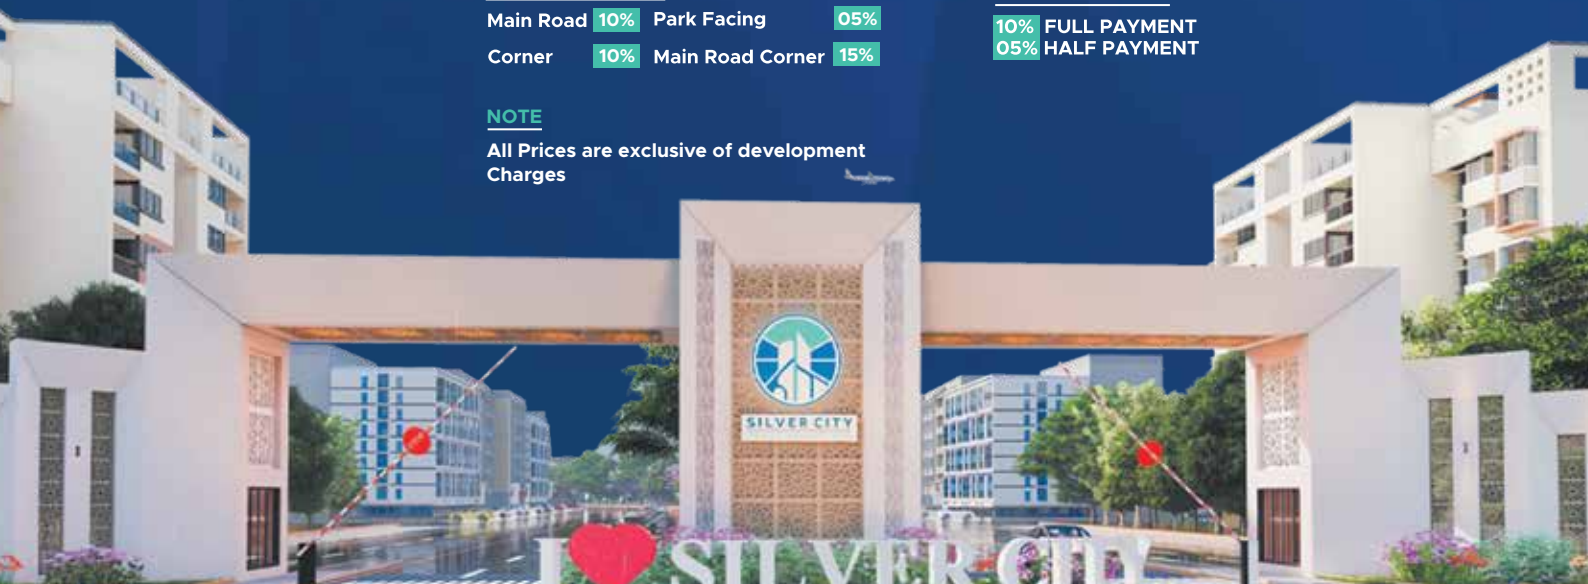 Main Road 10% Park Facing 05%
Corner 10% Main Road Corner 15%
10% FULL PAYMENT
05% HALF PAYMENT
NOTE
All Prices are exclusive of development
Charges
SILVER CITY
I SILVER CITY